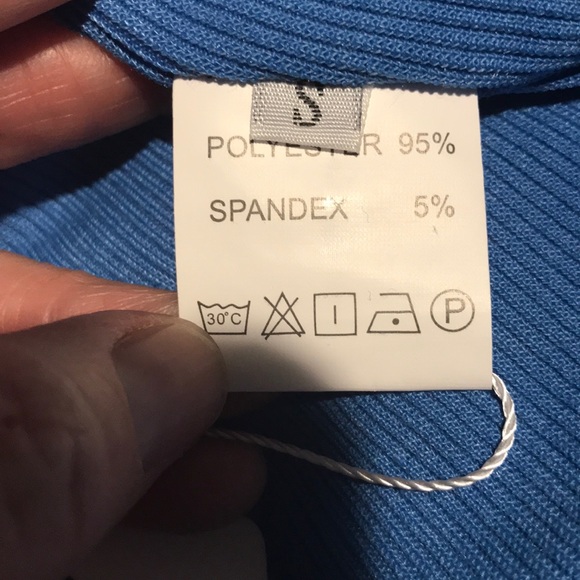 S
POLYESTER 95%
SPANDEX 5%
30°C P